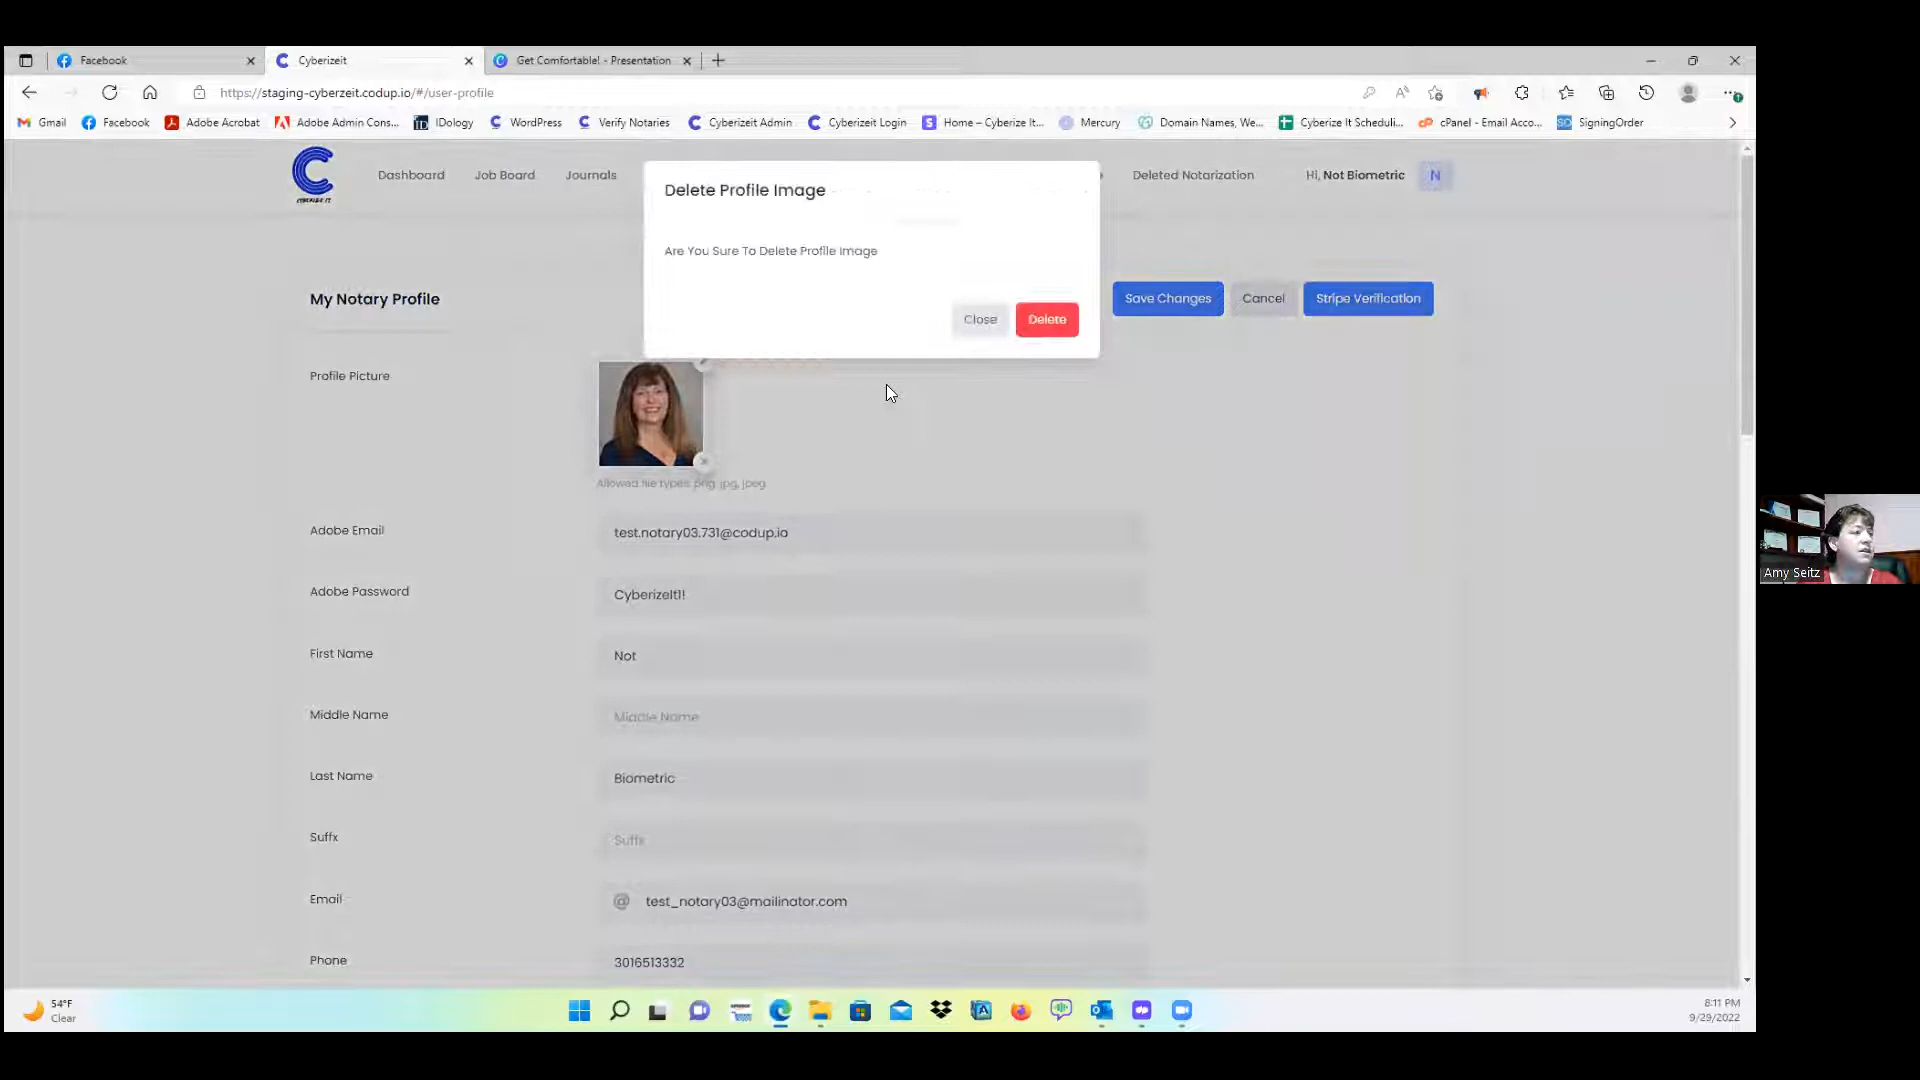 Facebook
Cyberizeit
Get Comfortable! - Presentation
https://staging-cyberzeit.codup.io/#/user-profile
Gmail
Facebook
Adobe Acrobat
Adobe Admin Cons...
IDology
WordPress
Verify Notaries
Cyberizeit Admin
Cyberizeit Login
Home – Cyberize It...
Mercury
Domain Names, We...
Cyberize It Scheduli...
cPanel - Email Acco...
SigningOrder
CYBERIZE IT
Dashboard
Job Board
Journals
Deleted Notarization
Hi, Not Biometric
N
Delete Profile Image
Are You Sure To Delete Profile Image
Close
Delete
My Notary Profile
Save Changes
Cancel
Stripe Verification
Profile Picture
Allowed file types: png, jpg, jpeg
Adobe Email
test.notary03.731@codup.io
Adobe Password
CyberizeIt1!
First Name
Not
Middle Name
Middle Name
Last Name
Biometric
Suffx
Suffx
Email
@ test_notary03@mailinator.com
Phone
3016513332
Amy Seitz
54°F
Clear
8:11 PM
9/29/2022